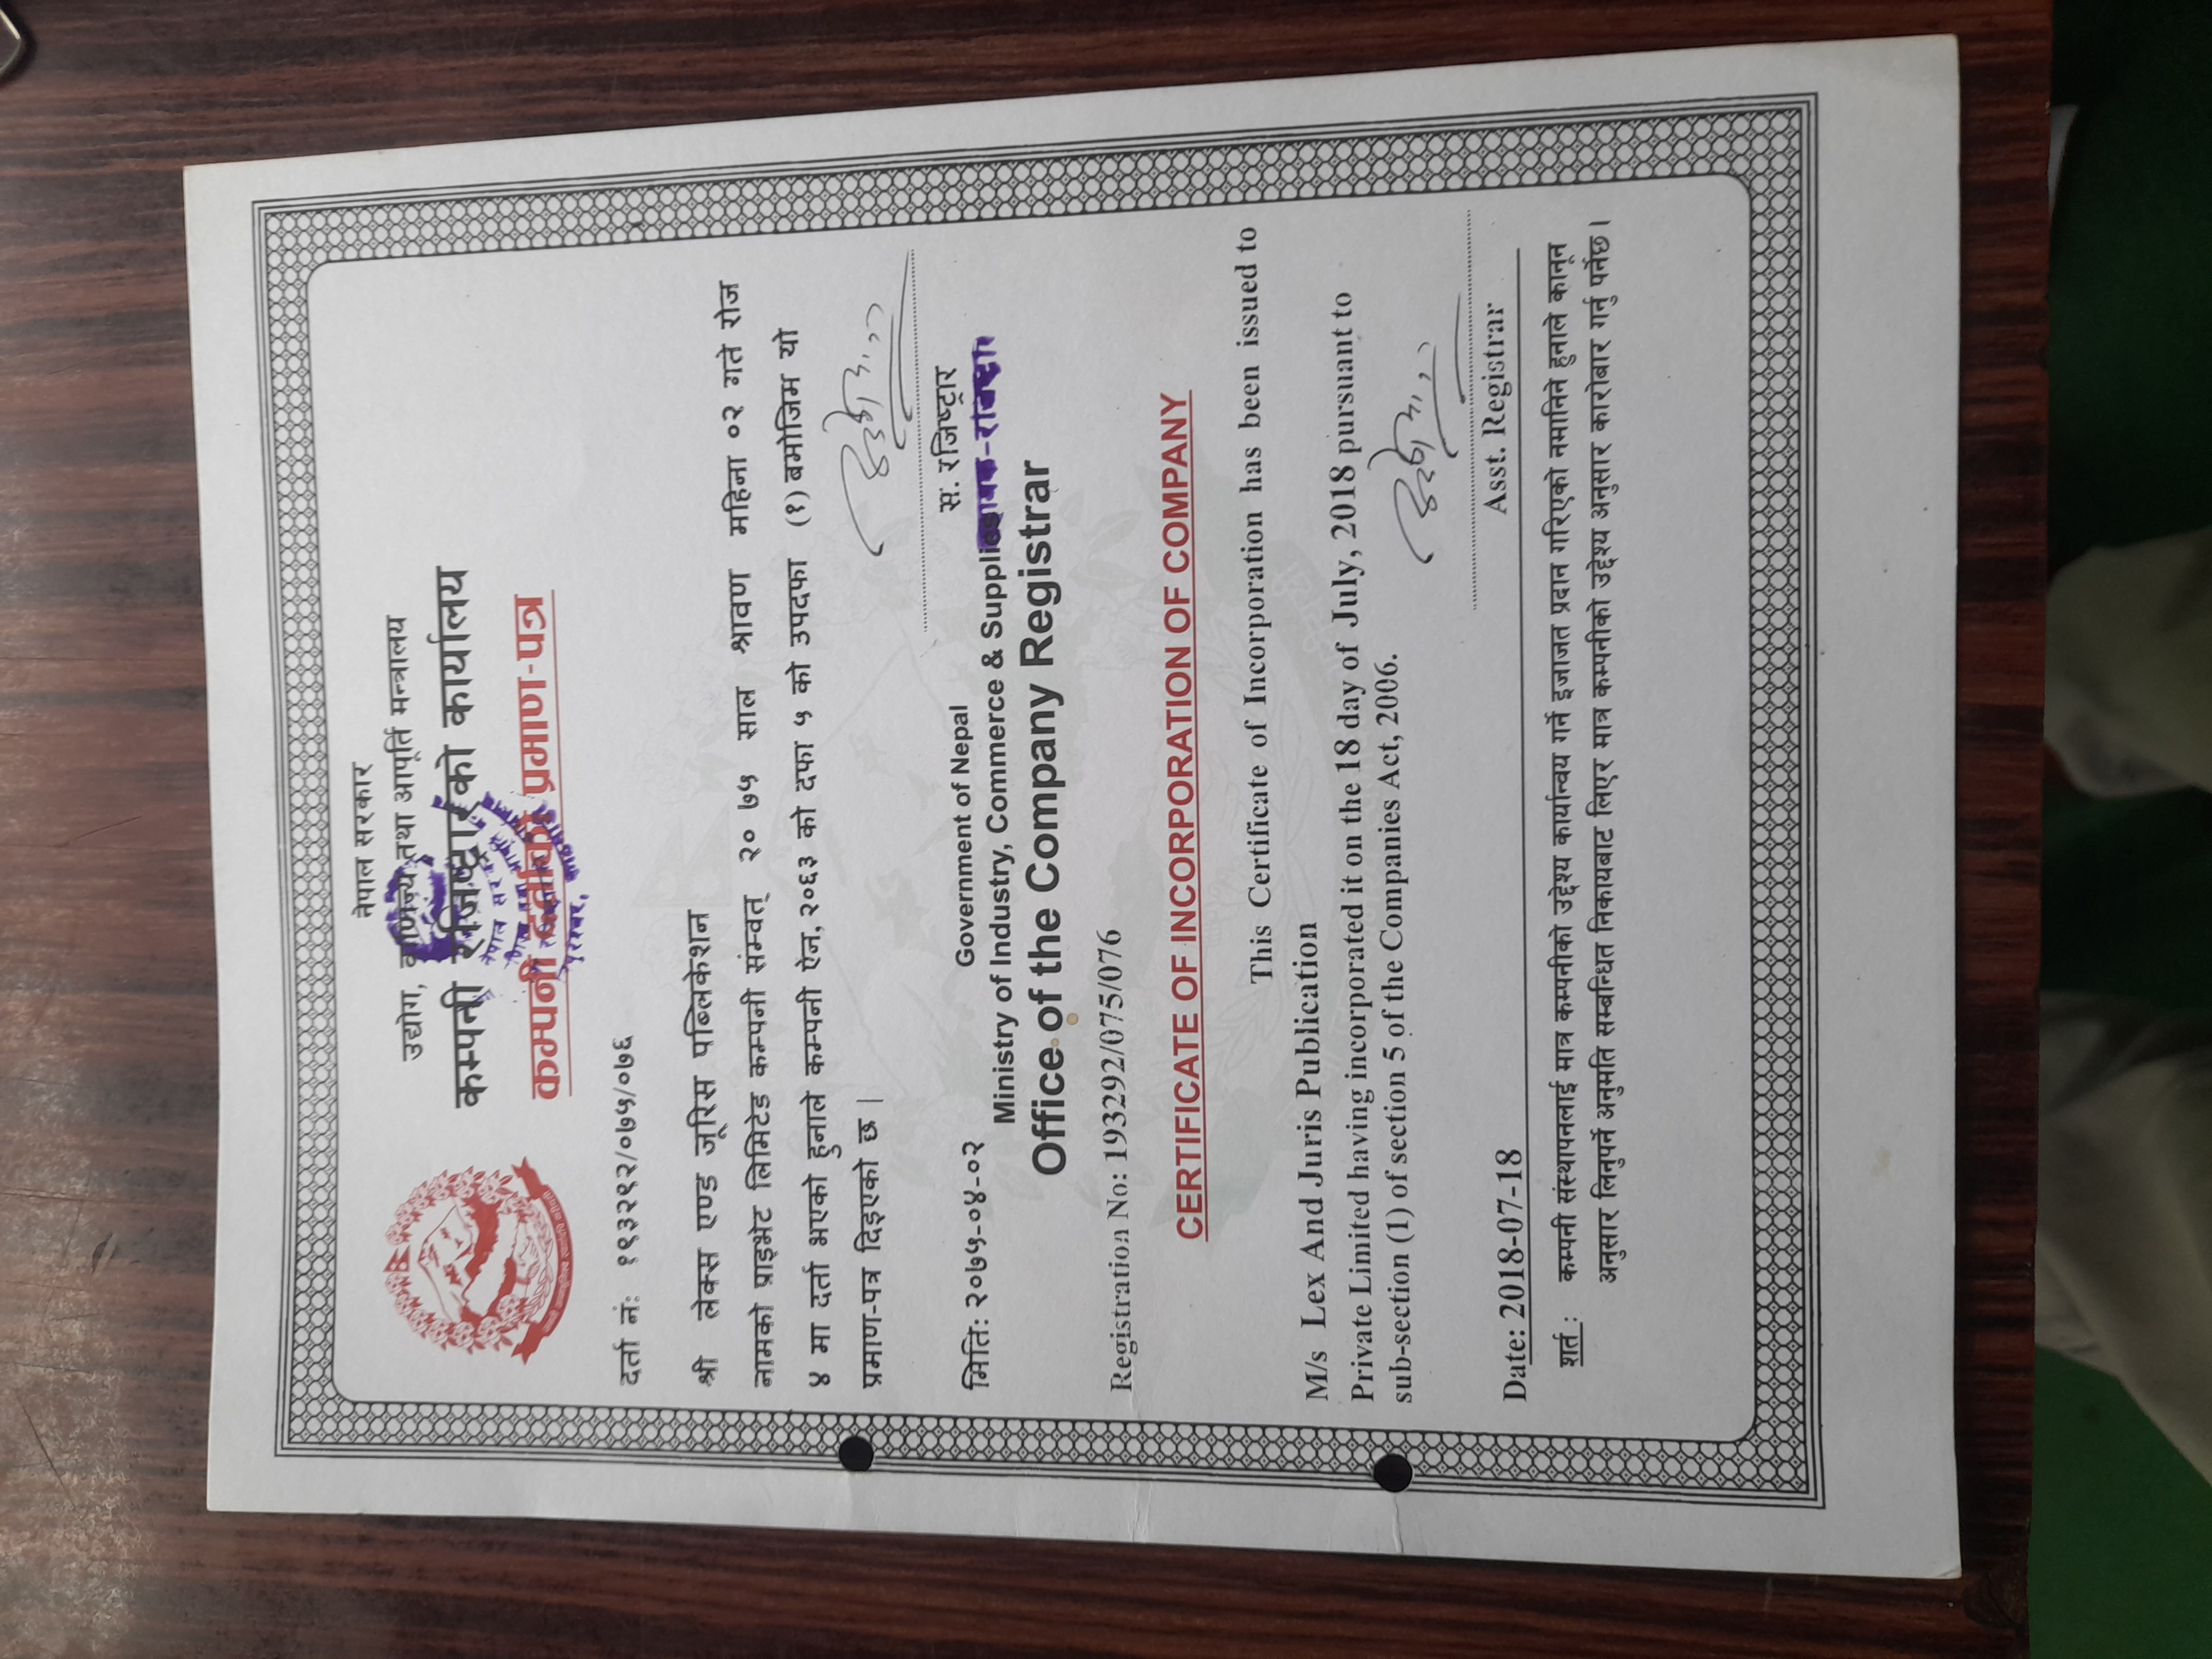 नेपाल सरकार
उद्योग, वाणिज्य तथा आपूर्ति मन्त्रालय
कम्पनी रजिष्ट्रारको कार्यालय
कम्पनी दर्ताको प्रमाण-पत्र
दर्ता नं: १९३२९२/०७५/०७६
श्री लेक्स एण्ड जूरिस पब्लिकेशन
नामको प्राइभेट लिमिटेड कम्पनी संम्वत् २० ७५ साल श्रावण महिना ०२ गते रोज
४ मा दर्ता भएको हुनाले कम्पनी ऐन,२०६३ को दफा ५ को उपदफा (१) बमोजिम यो
प्रमाण-पत्र दिइएको छ |
स. रजिष्ट्रार
मिति: २०७५-०४-०२
Government of Nepal
Ministry of Industry, Commerce & Supplies
Office of the Company Registrar
Registration No: 193292/075/076
CERTIFICATE OF INCORPORATION OF COMPANY
This Certificate of Incorporation has been issued to
M/s Lex And Juris Publication
Private Limited having incorporated it on the 18 day of July, 2018 pursuant to
sub-section (1) of section 5 of the Companies Act, 2006.
Asst. Registrar
Date: 2018-07-18
शर्त : कम्पनी संस्थापनलाई मात्र कम्पनीको उद्देश्य कार्यान्वय गर्ने इजाजत प्रदान गरिएको नमानिने हुनाले कानून
अनुसार लिनुपर्ने अनुमति सम्बन्धित निकायबाट लिएर मात्र कम्पनीको उद्देश्य अनुसार कारोबार गर्नु पर्नेछ।